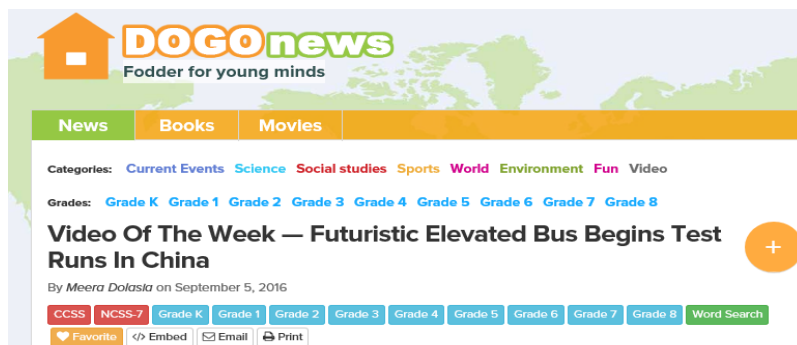 DOGOnews
Fodder for young minds
News Books Movies
Categories: Current Events Science Social studies Sports World Environment Fun Video
Grades: Grade K Grade 1 Grade 2 Grade 3 Grade 4 Grade 5 Grade 6 Grade 7 Grade 8
Video Of The Week — Futuristic Elevated Bus Begins Test
Runs In China
By Meera Dolasia on September 5, 2016
CCSS NCSS-7 Grade K Grade 1 Grade 2 Grade 3 Grade 4 Grade 5 Grade 6 Grade 7 Grade 8 Word Search
Favorite </> Embed Email Print
+